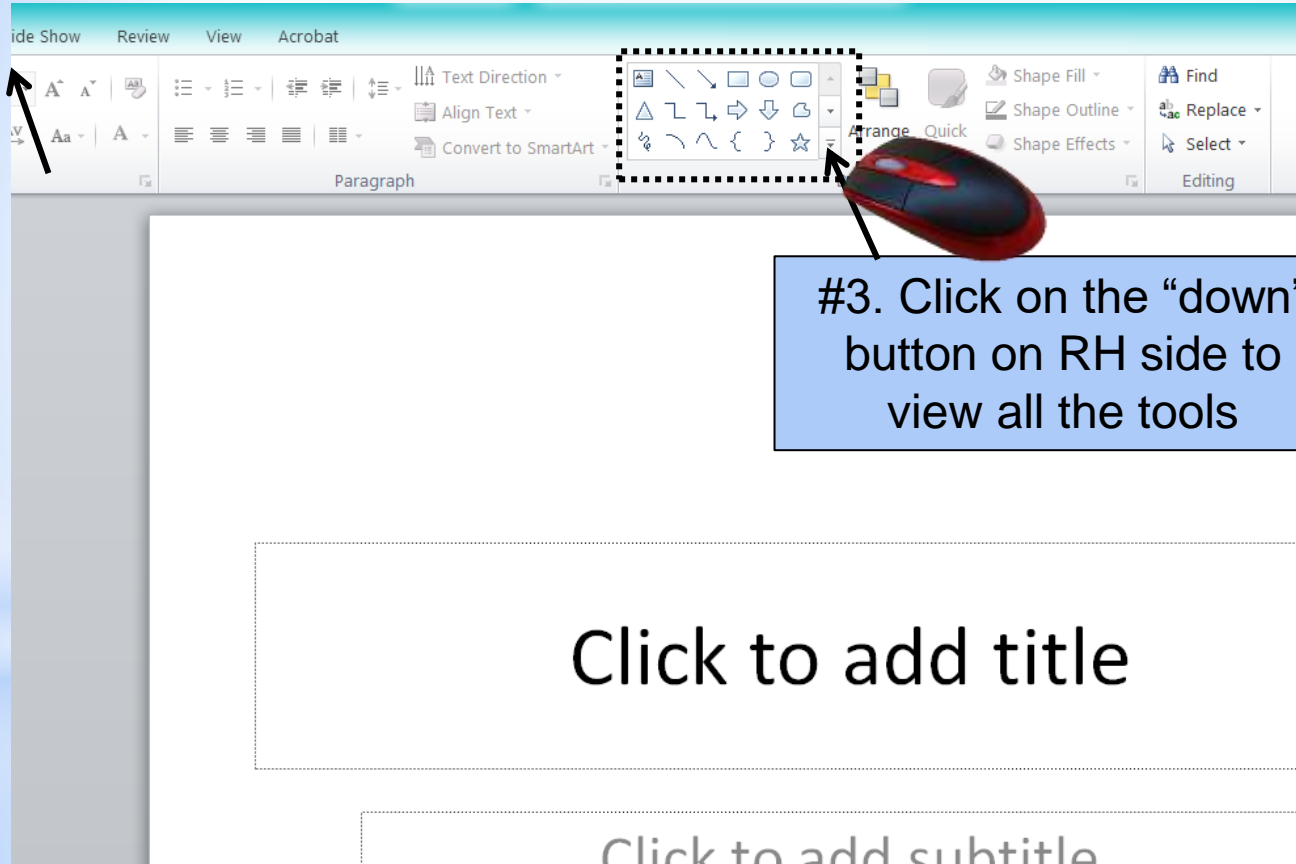 ide Show Review View Acrobat
Text Direction
Align Text
Convert to SmartArt
Paragraph
Arrange Quick
Shape Fill
Shape Outline
Shape Effects
Find
Replace
Select
Editing
#3. Click on the “down”
button on RH side to
view all the tools
Click to add title
Click to add subtitle